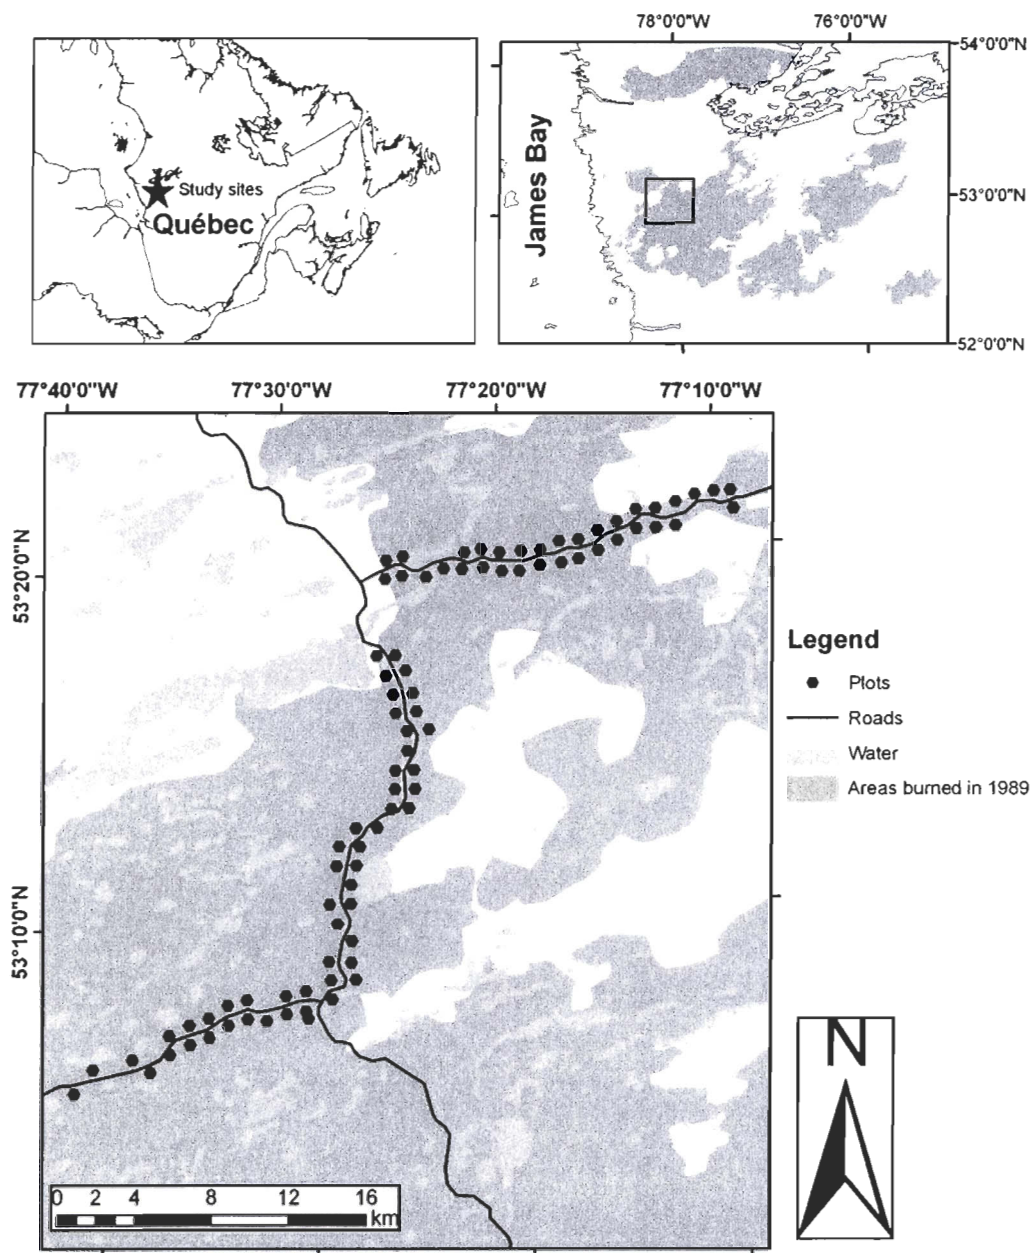 78°0'0"W 76°0'0"W
54°0'0"N
Study sites
Québec
James Bay
53°0'0"N
52°0'0"N
77°40'0"W 77°30'0"W 77°20'0"W 77°10'0"W
53°20'0"N
53°10'0"N
Legend
Plots
Roads
Water
Areas burned in 1989
N
0 2 4 8 12 16
km